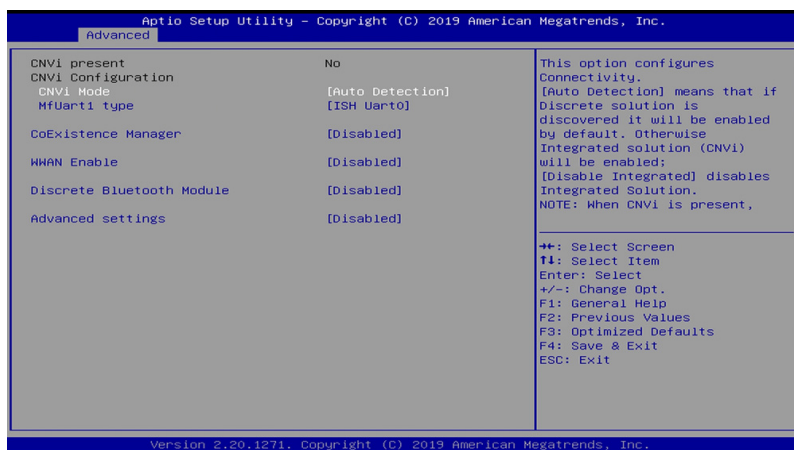 Aptio Setup Utility – Copyright (C) 2019 American Megatrends, Inc.
Advanced
CNVi present No
CNVi Configuration
CNVi Mode [Auto Detection]
MfUart1 type [ISH Uart0]
CoExistence Manager [Disabled]
WWAN Enable [Disabled]
Discrete Bluetooth Module [Disabled]
Advanced settings [Disabled]
This option configures
Connectivity.
[Auto Detection] means that if
Discrete solution is
discovered it will be enabled
by default. Otherwise
Integrated solution (CNVi)
will be enabled;
[Disable Integrated] disables
Integrated Solution.
NOTE: When CNVi is present,
→←: Select Screen
↑↓: Select Item
Enter: Select
+/-: Change Opt.
F1: General Help
F2: Previous Values
F3: Optimized Defaults
F4: Save & Exit
ESC: Exit
Version 2.20.1271. Copyright (C) 2019 American Megatrends, Inc.